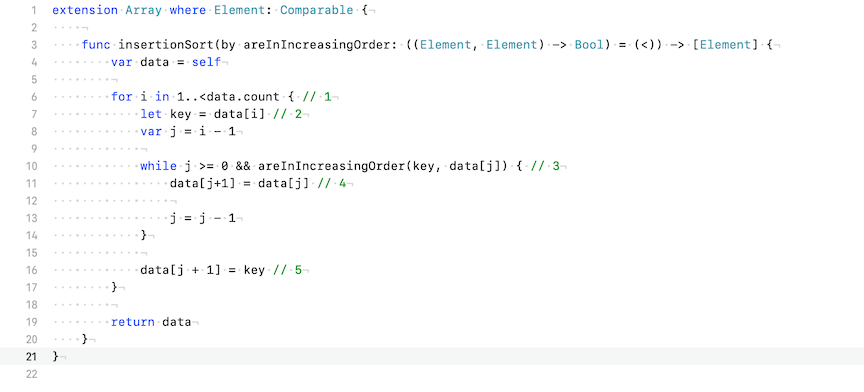 1 extension Array where Element: Comparable {
2
3     func insertionSort(by areInIncreasingOrder: ((Element, Element) -> Bool) = (<)) -> [Element] {
4         var data = self
5
6         for i in 1..<data.count { // 1
7             let key = data[i] // 2
8             var j = i - 1
9
10             while j >= 0 && areInIncreasingOrder(key, data[j]) { // 3
11                 data[j+1] = data[j] // 4
12
13                 j = j - 1
14             }
15
16             data[j + 1] = key // 5
17         }
18
19         return data
20     }
21 }
22